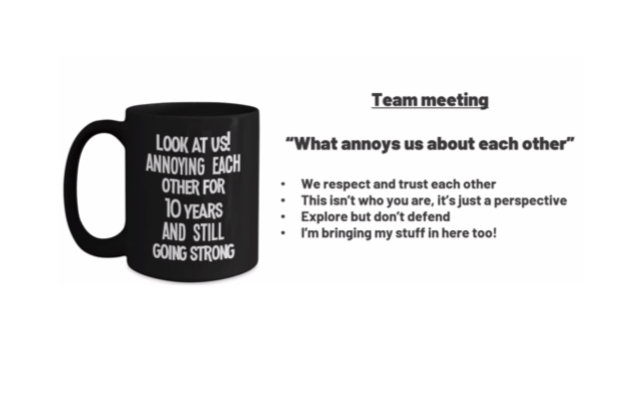 LOOK AT US!
ANNOYING EACH
OTHER FOR
10 YEARS
AND STILL
GOING STRONG
Team meeting
“What annoys us about each other”
• We respect and trust each other
• This isn’t who you are, it’s just a perspective
• Explore but don’t defend
• I’m bringing my stuff in here too!